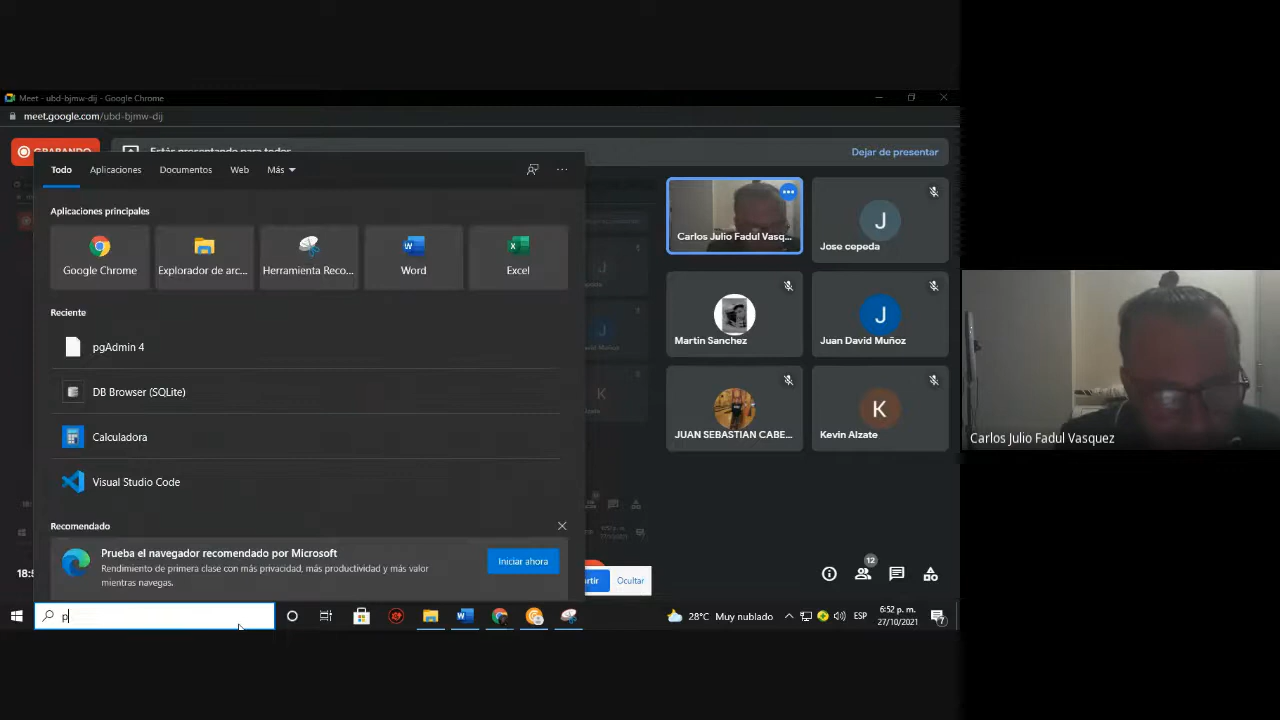 Meet - ubd-bjmw-dij - Google Chrome
meet.google.com/ubd-bjmw-dij
GRABANDO
Estás presentando para todos
Dejar de presentar
Todo
Aplicaciones
Documentos
Web
Más
Aplicaciones principales
Google Chrome
Explorador de arc...
Herramienta Reco...
Word
Excel
Reciente
pgAdmin 4
DB Browser (SQLite)
Calculadora
Visual Studio Code
Recomendado
Prueba el navegador recomendado por Microsoft
Rendimiento de primera clase con más privacidad, más productividad y más valor
mientras navegas.
Iniciar ahora
Ocultar
Carlos Julio Fadul Vasq...
J
Jose cepeda
Martin Sanchez
J
Juan David Muñoz
JUAN SEBASTIAN CABE...
K
Kevin Alzate
12
p
28°C Muy nublado
ESP
6:52 p. m.
27/10/2021
7
Carlos Julio Fadul Vasquez